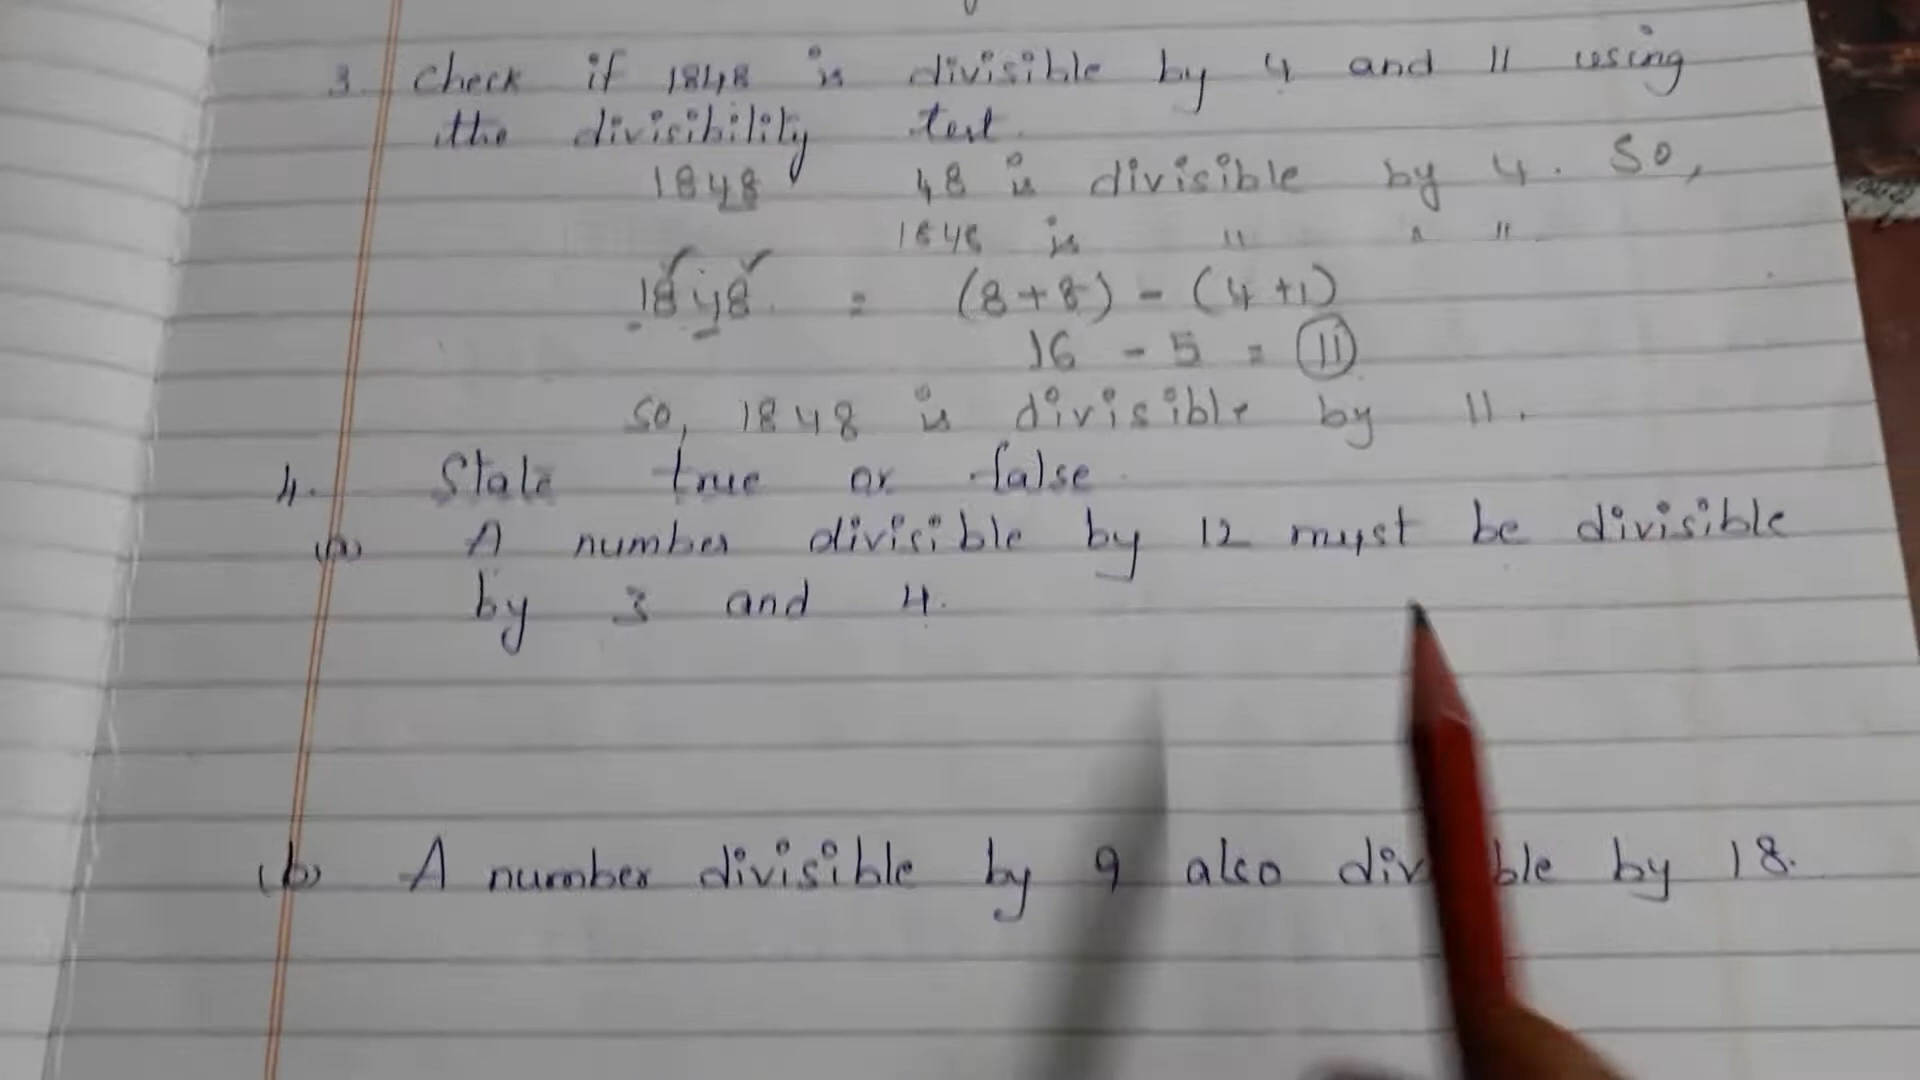 3. Check if 1848 is divisible by 4 and 11 using
the divisibility test.
1848 48 is divisible by 4. So,
1848 is " " "
1848 = (8+8) - (4+1)
16 - 5 = 11
So, 1848 is divisible by 11.
4. State true or false.
(a) A number divisible by 12 must be divisible
by 3 and 4.
(b) A number divisible by 9 also div ble by 18.